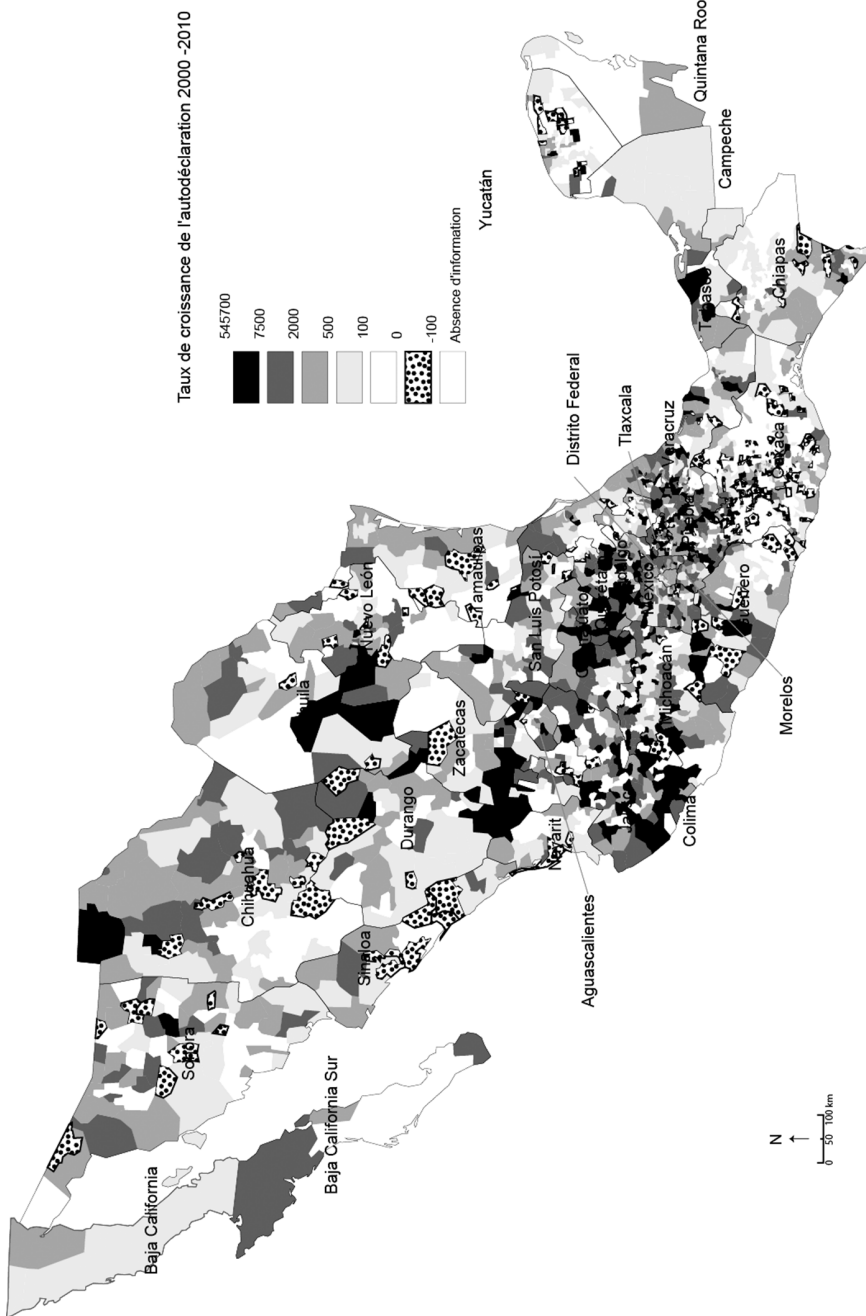 Taux de croissance de l'autodéclaration 2000 -2010
545700
7500
2000
500
100
0
-100
Absence d'information
Baja California
Baja California Sur
Sonora
Chihuahua
Sinaloa
Durango
Nuevo León
Tamaulipas
Zacatecas
San Luis Potosí
Nayarit
Aguascalientes
Jalisco
Colima
Michoacán
México
Morelos
Guerrero
Distrito Federal
Tlaxcala
Veracruz
Puebla
Oaxaca
Tabasco
Chiapas
Yucatán
Campeche
Quintana Roo
N
0 50 100 km